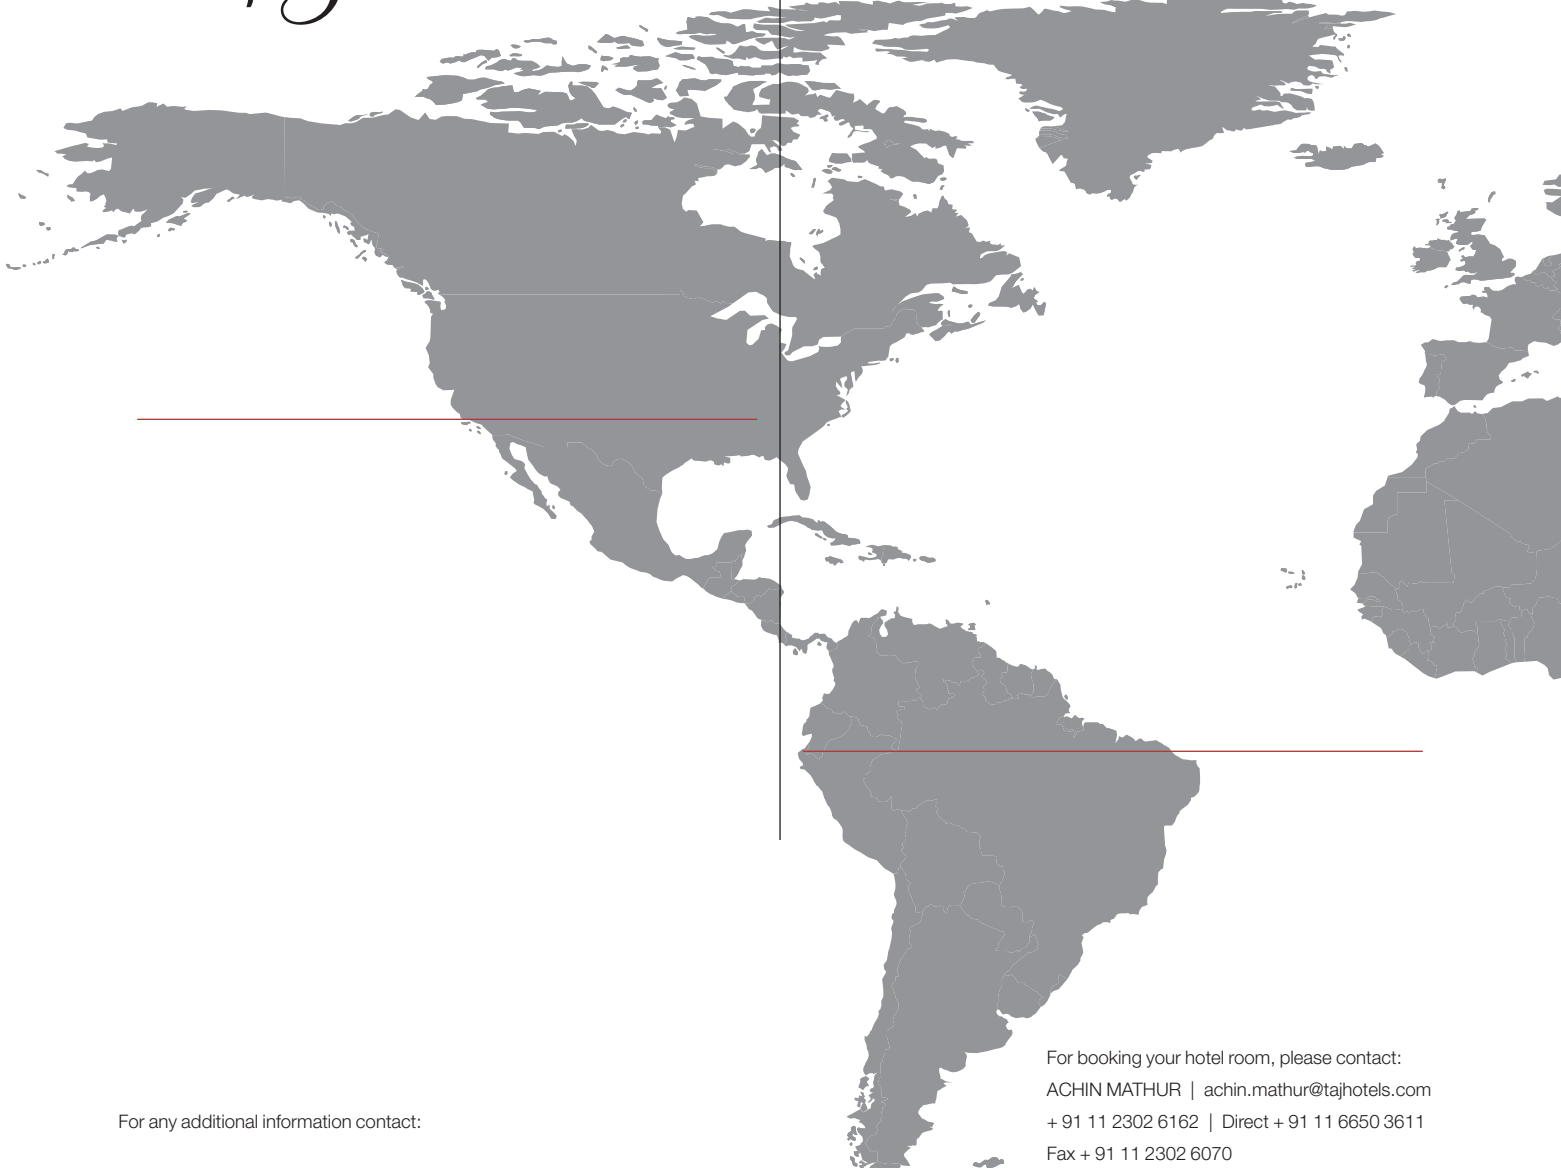 For any additional information contact:
For booking your hotel room, please contact:
ACHIN MATHUR | achin.mathur@tajhotels.com
+ 91 11 2302 6162 | Direct + 91 11 6650 3611
Fax + 91 11 2302 6070